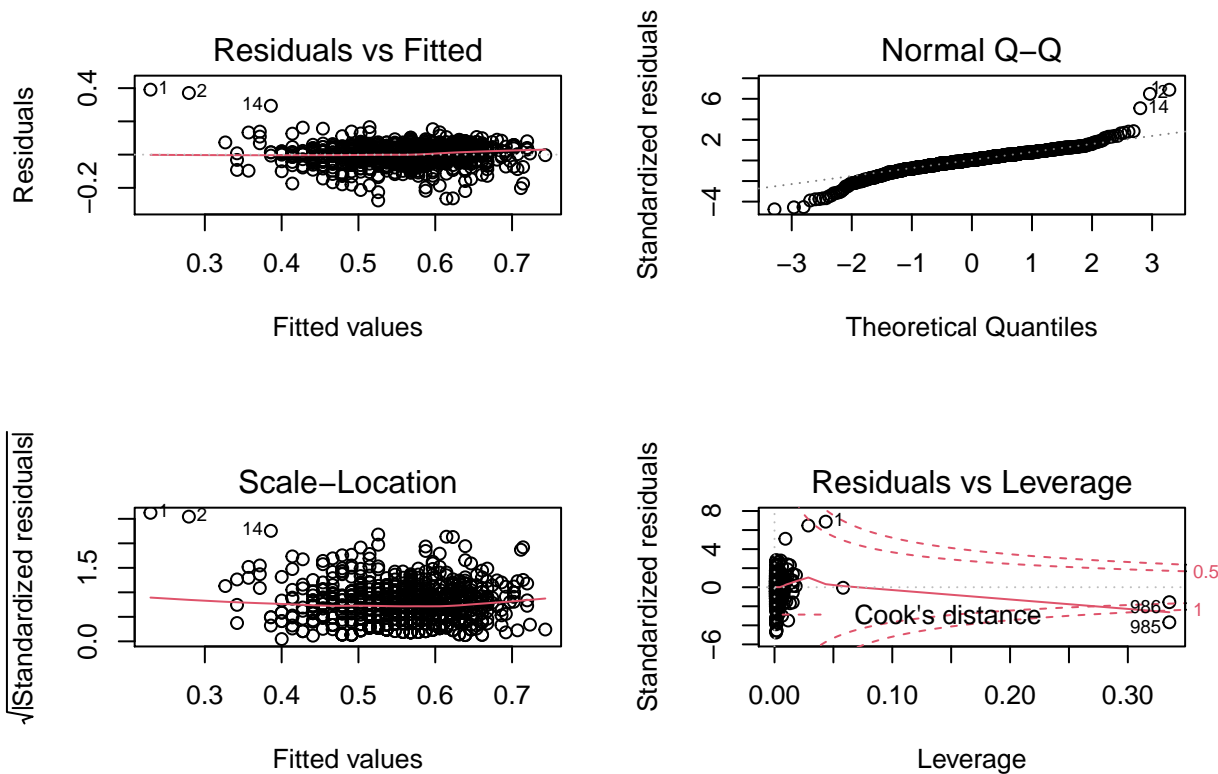 Residuals vs Fitted
Residuals
0.4
−0.2
1
2
14
0.3 0.4 0.5 0.6 0.7
Fitted values
Normal Q−Q
Standardized residuals
6
2
−4
1
2
14
−3 −2 −1 0 1 2 3
Theoretical Quantiles
Scale−Location
√|Standardized residuals|
1.5
0.0
1
2
14
0.3 0.4 0.5 0.6 0.7
Fitted values
Residuals vs Leverage
Standardized residuals
8
4
0
−6
1
0.5
1
986
985
Cook's distance
0.00 0.10 0.20 0.30
Leverage